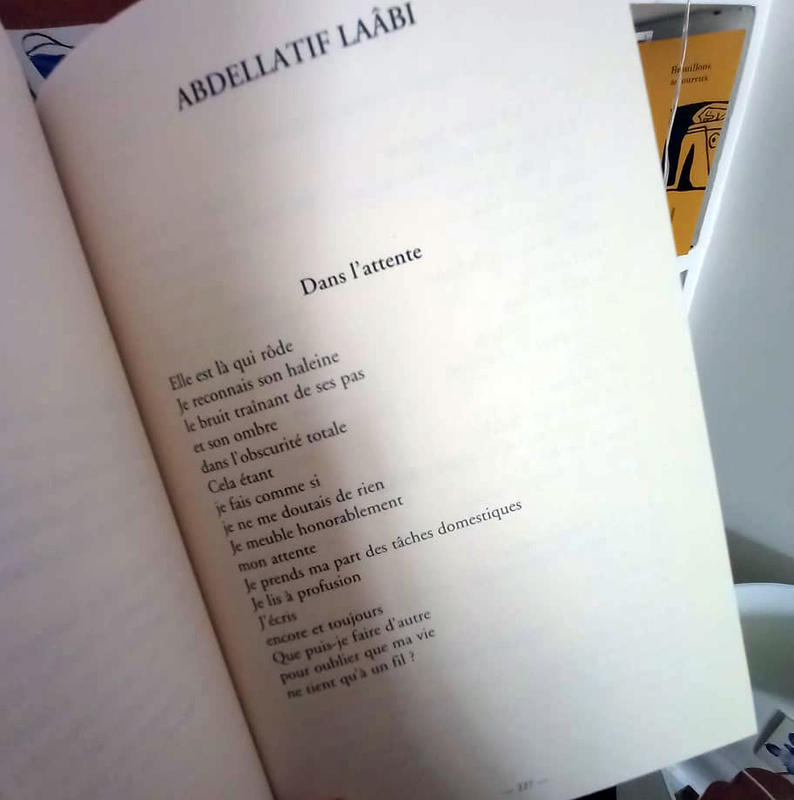 ABDELLATIF LAÂBI
Dans l'attente
Elle est là qui rôde
Je reconnais son haleine
le bruit traînant de ses pas
et son ombre
dans l'obscurité totale
Cela étant
je fais comme si
je ne me doutais de rien
Je meuble honorablement
mon attente
Je prends ma part des tâches domestiques
Je lis à profusion
J'écris
encore et toujours
Que puis-je faire d'autre
pour oublier que ma vie
ne tient qu'à un fil ?
— 127 —
Brouillons
amoureux